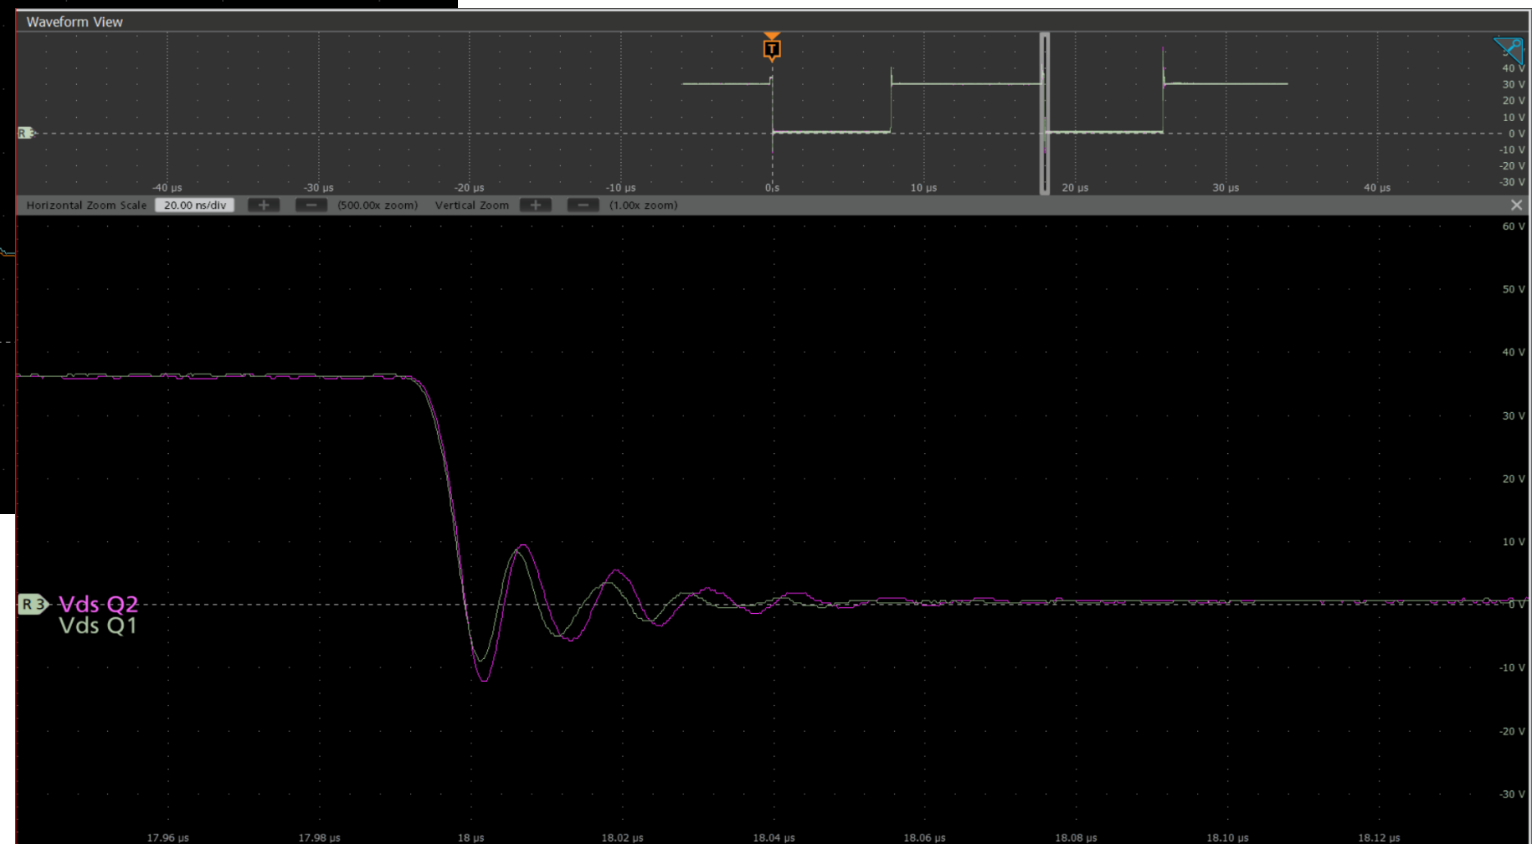 Waveform View
T
40 V
30 V
20 V
10 V
R 3
0 V
-10 V
-20 V
-30 V
-40 µs -30 µs -20 µs -10 µs 0 s 10 µs 20 µs 30 µs 40 µs
Horizontal Zoom Scale 20.00 ns/div + − (500.00x zoom) Vertical Zoom + − (1.00x zoom) ×
60 V
50 V
40 V
30 V
20 V
10 V
R 3 Vds Q2 0 V
Vds Q1
-10 V
-20 V
-30 V
17.96 µs 17.98 µs 18 µs 18.02 µs 18.04 µs 18.06 µs 18.08 µs 18.10 µs 18.12 µs